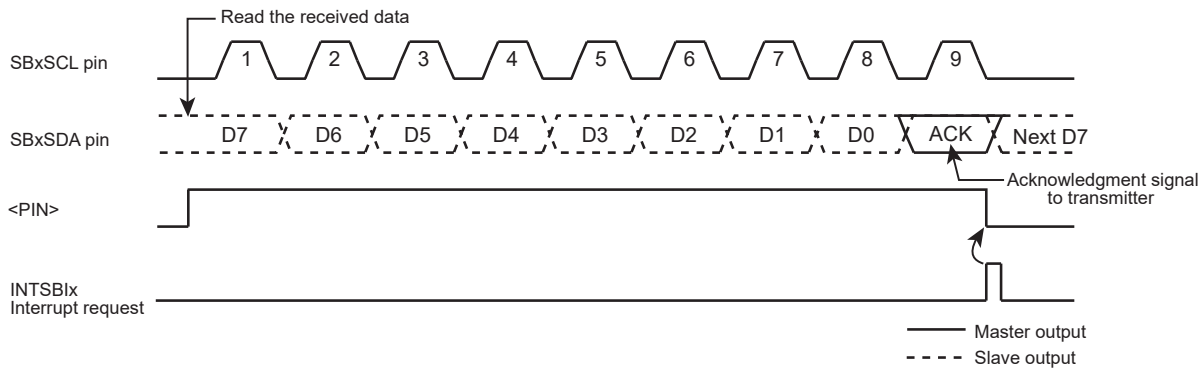 Read the received data
SBxSCL pin
1 2 3 4 5 6 7 8 9
SBxSDA pin
D7 D6 D5 D4 D3 D2 D1 D0 ACK Next D7
Acknowledgment signal
to transmitter
<PIN>
INTSBIx
Interrupt request
Master output
Slave output